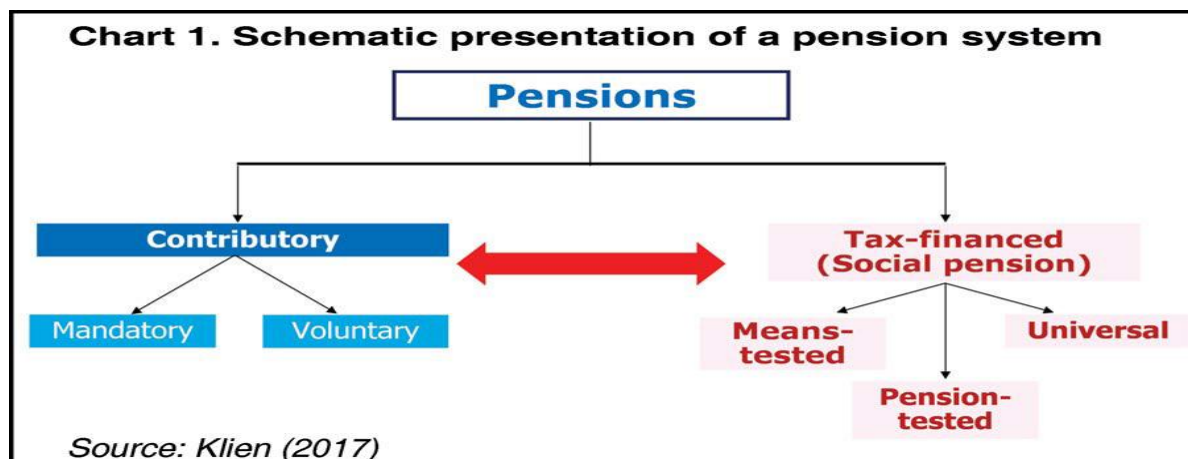 Chart 1. Schematic presentation of a pension system
Pensions
Contributory
Tax-financed
(Social pension)
Mandatory
Voluntary
Means-
tested
Universal
Pension-
tested
Source: Klien (2017)